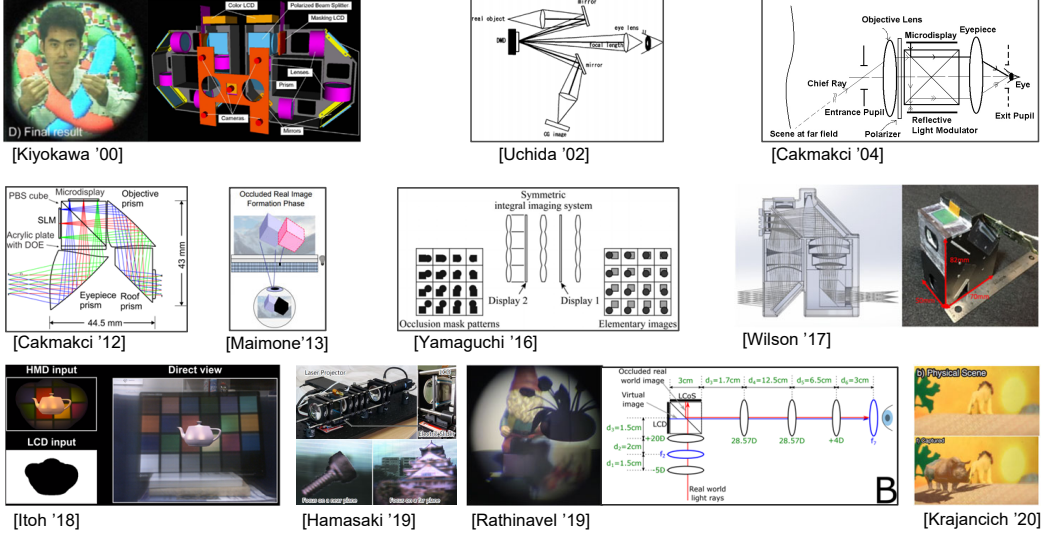 Color LCD
Polarized Beam Splitter
Masking LCD
Lenses
Prism
Cameras
Mirrors
D) Final result
[Kiyokawa '00]
real object
mirror
DMD
eye lens
focal length
mirror
CG image
[Uchida '02]
Objective Lens
Eyepiece
Microdisplay
Chief Ray
Eye
Entrance Pupil
Exit Pupil
Reflective
Light Modulator
Scene at far field
Polarizer
[Cakmakci '04]
PBS cube
Microdisplay
Objective
prism
SLM
Acrylic plate
with DOE
43 mm
Eyepiece
prism
Roof
prism
44.5 mm
[Cakmakci '12]
Occluded Real Image
Formation Phase
[Maimone'13]
Symmetric
integral imaging system
Display 2
Display 1
Occlusion mask patterns
Elementary images
[Yamaguchi '16]
82mm
70mm
[Wilson '17]
HMD input
LCD input
Direct view
[Itoh '18]
Laser Projector
Focus on a near plane
Focus on a far plane
[Hamasaki '19]
Occluded real
world image
Virtual
image
3cm
d₃=1.7cm
d₄=12.5cm
d₅=6.5cm
d₆=3cm
LCoS
LCD
d₃=1.5cm
+20D
d₂=2cm
f₂
d₁=1.5cm
-5D
28.57D
28.57D
+4D
f₇
Real world
light rays
B
[Rathinavel '19]
b) Physical Scene
f) Captured
[Krajancich '20]